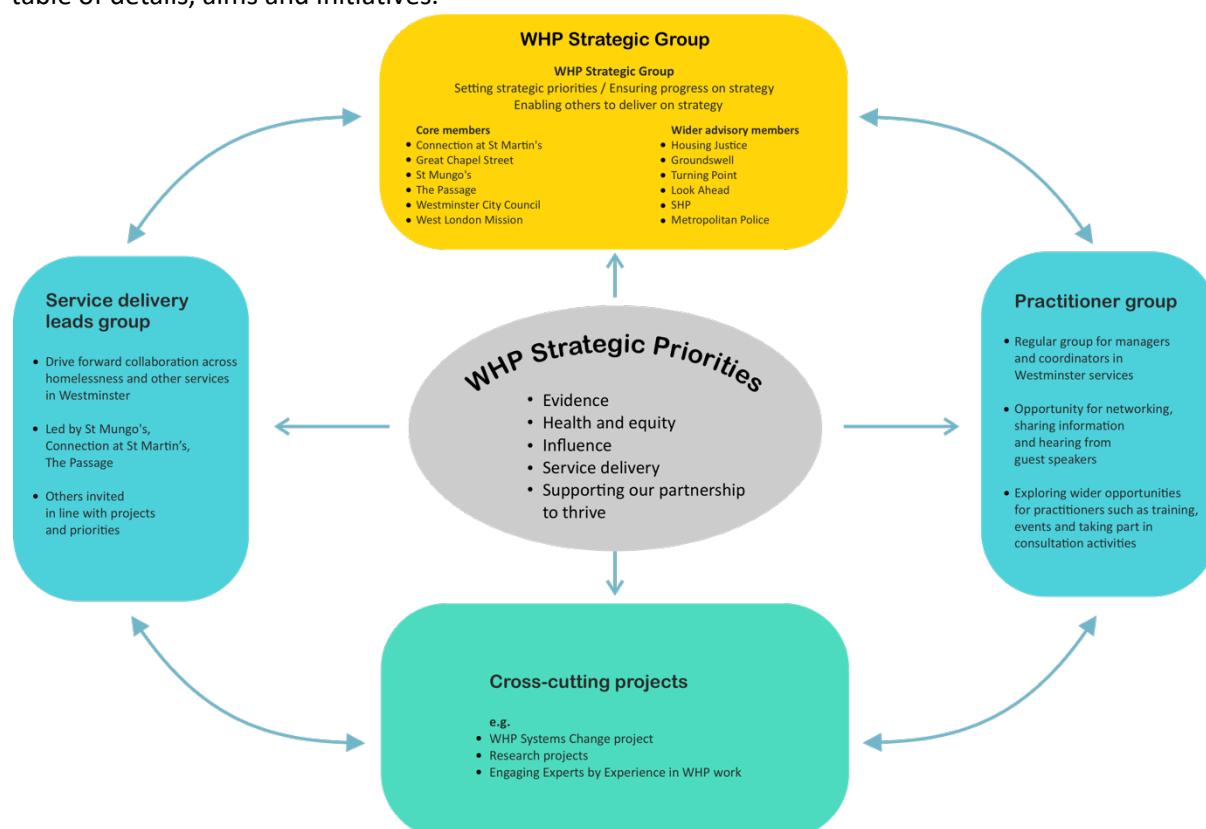 table of details, aims and initiatives.
WHP Strategic Group
WHP Strategic Group
Setting strategic priorities / Ensuring progress on strategy
Enabling others to deliver on strategy
Core members
• Connection at St Martin's
• Great Chapel Street
• St Mungo's
• The Passage
• Westminster City Council
• West London Mission
Wider advisory members
• Housing Justice
• Groundswell
• Turning Point
• Look Ahead
• SHP
• Metropolitan Police
Service delivery
leads group
• Drive forward collaboration across
homelessness and other services
in Westminster
• Led by St Mungo's,
Connection at St Martin's,
The Passage
• Others invited
in line with projects
and priorities
WHP Strategic Priorities
• Evidence
• Health and equity
• Influence
• Service delivery
• Supporting our partnership
to thrive
Practitioner group
• Regular group for managers
and coordinators in
Westminster services
• Opportunity for networking,
sharing information
and hearing from
guest speakers
• Exploring wider opportunities
for practitioners such as training,
events and taking part in
consultation activities
Cross-cutting projects
e.g.
• WHP Systems Change project
• Research projects
• Engaging Experts by Experience in WHP work